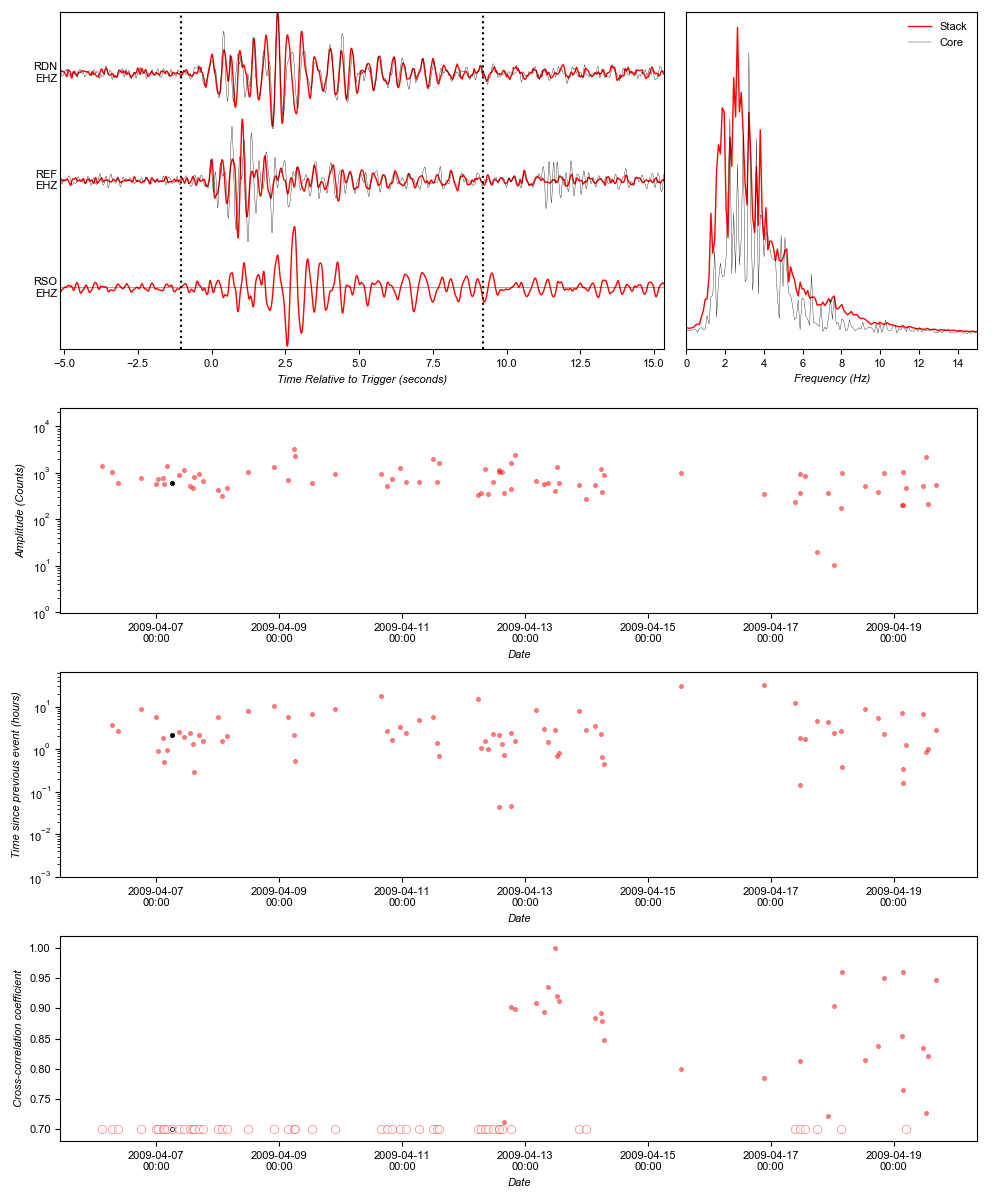 RDN
EHZ
REF
EHZ
RSO
EHZ
−5.0 −2.5 0.0 2.5 5.0 7.5 10.0 12.5 15.0
Time Relative to Trigger (seconds)
Stack
Core
0 2 4 6 8 10 12 14
Frequency (Hz)
10⁴
10³
10²
10¹
10⁰
Amplitude (Counts)
2009-04-07 2009-04-09 2009-04-11 2009-04-13 2009-04-15 2009-04-17 2009-04-19
00:00 00:00 00:00 00:00 00:00 00:00 00:00
Date
10¹
10⁰
10⁻¹
10⁻²
10⁻³
Time since previous event (hours)
2009-04-07 2009-04-09 2009-04-11 2009-04-13 2009-04-15 2009-04-17 2009-04-19
00:00 00:00 00:00 00:00 00:00 00:00 00:00
Date
1.00
0.95
0.90
0.85
0.80
0.75
0.70
Cross-correlation coefficient
2009-04-07 2009-04-09 2009-04-11 2009-04-13 2009-04-15 2009-04-17 2009-04-19
00:00 00:00 00:00 00:00 00:00 00:00 00:00
Date